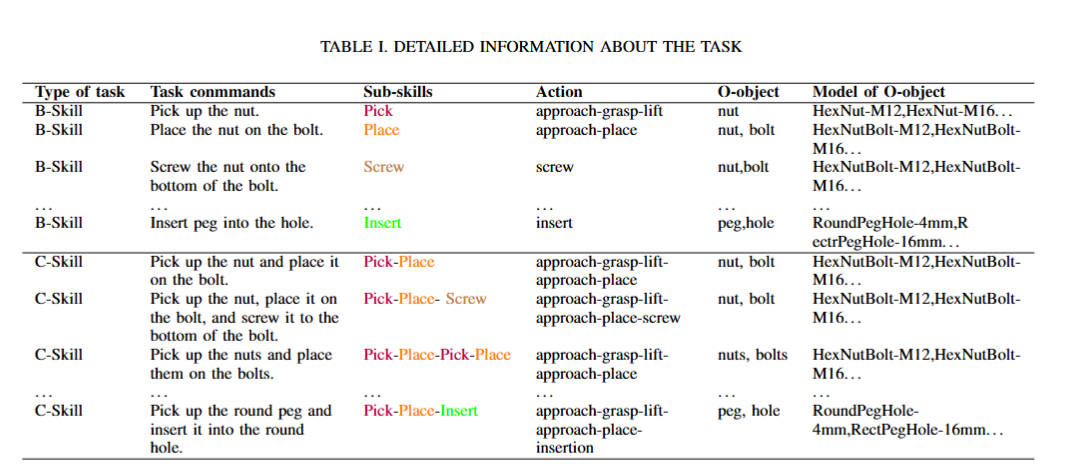 TABLE I. DETAILED INFORMATION ABOUT THE TASK
Type of task Task conmmands Sub-skills Action O-object Model of O-object
B-Skill Pick up the nut. Pick approach-grasp-lift nut HexNut-M12,HexNut-M16...
B-Skill Place the nut on the bolt. Place approach-place nut, bolt HexNutBolt-M12,HexNutBolt-
M16...
B-Skill Screw the nut onto the Screw screw nut,bolt HexNutBolt-M12,HexNutBolt-
bottom of the bolt. M16...
... ... ... ... ... ...
B-Skill Insert peg into the hole. Insert insert peg,hole RoundPegHole-4mm,R
ectrPegHole-16mm...
C-Skill Pick up the nut and place it Pick-Place approach-grasp-lift- nut, bolt HexNutBolt-M12,HexNutBolt-
on the bolt. approach-place M16...
C-Skill Pick up the nut, place it on Pick-Place- Screw approach-grasp-lift- nut, bolt HexNutBolt-M12,HexNutBolt-
the bolt, and screw it to the approach-place-screw M16...
bottom of the bolt.
C-Skill Pick up the nuts and place Pick-Place-Pick-Place approach-grasp-lift- nuts, bolts HexNutBolt-M12,HexNutBolt-
them on the bolts. approach-place M16...
... ... ... ... ... ...
C-Skill Pick up the round peg and Pick-Place-Insert approach-grasp-lift- peg, hole RoundPegHole-
insert it into the round approach-place- 4mm,RectPegHole-16mm...
hole. insertion